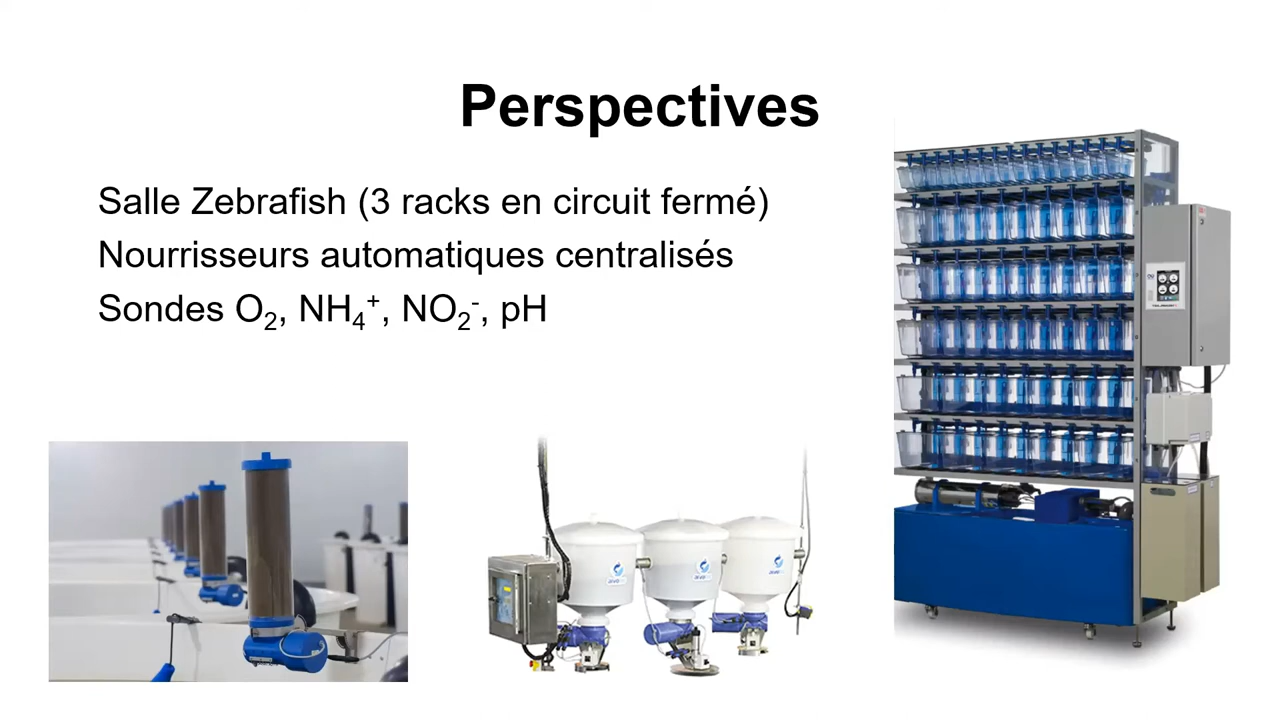 Perspectives
Salle Zebrafish (3 racks en circuit fermé)
Nourrisseurs automatiques centralisés
Sondes O₂, NH₄⁺, NO₂⁻, pH